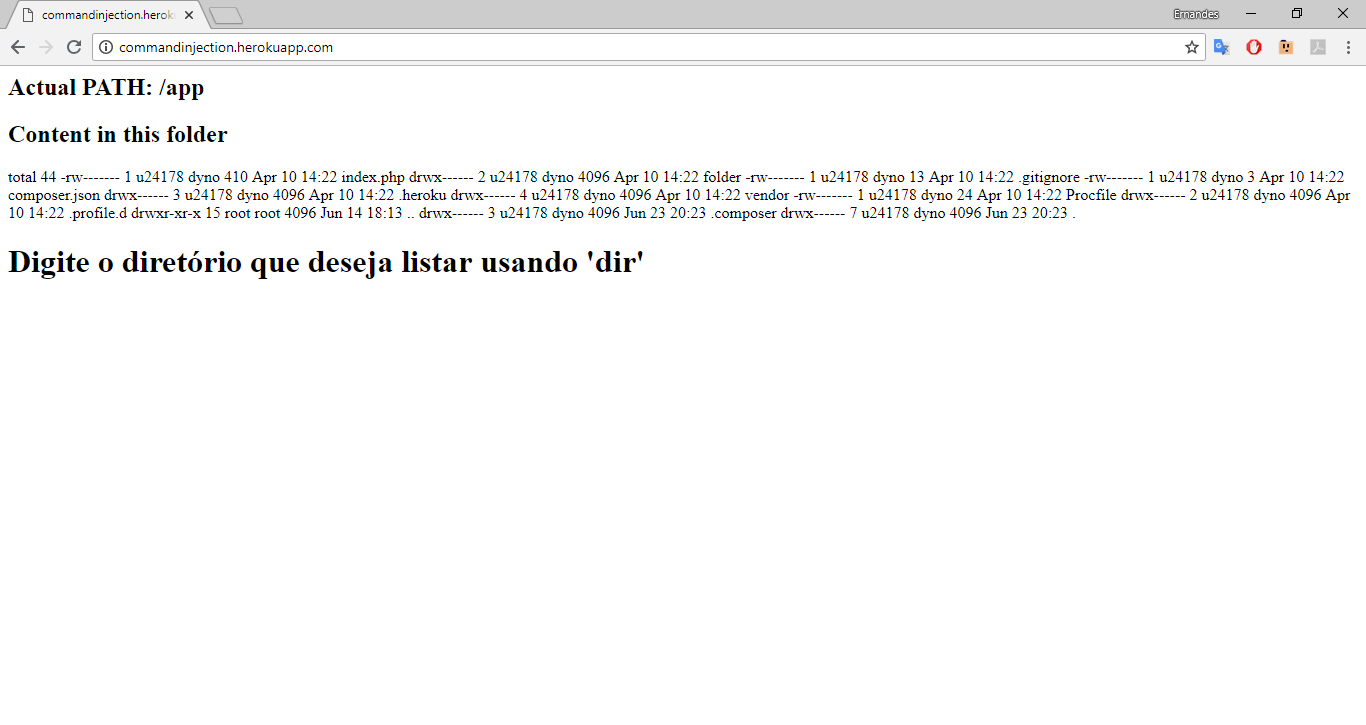 commandinjection.herok
Ernandes
commandinjection.herokuapp.com
Actual PATH: /app
Content in this folder
total 44 -rw------- 1 u24178 dyno 410 Apr 10 14:22 index.php drwx------ 2 u24178 dyno 4096 Apr 10 14:22 folder -rw------- 1 u24178 dyno 13 Apr 10 14:22 .gitignore -rw------- 1 u24178 dyno 3 Apr 10 14:22
composer.json drwx------ 3 u24178 dyno 4096 Apr 10 14:22 .heroku drwx------ 4 u24178 dyno 4096 Apr 10 14:22 vendor -rw------- 1 u24178 dyno 24 Apr 10 14:22 Procfile drwx------ 2 u24178 dyno 4096 Apr
10 14:22 .profile.d drwxr-xr-x 15 root root 4096 Jun 14 18:13 .. drwx------ 3 u24178 dyno 4096 Jun 23 20:23 .composer drwx------ 7 u24178 dyno 4096 Jun 23 20:23 .
Digite o diretório que deseja listar usando 'dir'